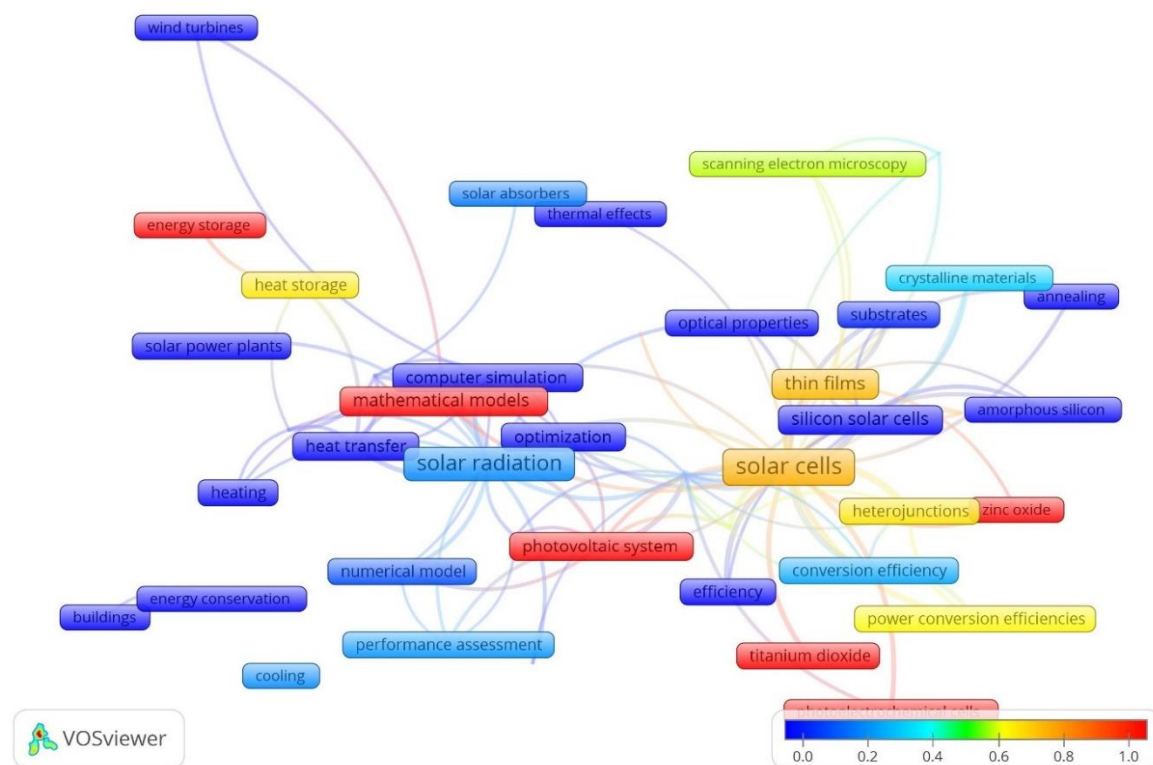 wind turbines
scanning electron microscopy
solar absorbers
thermal effects
energy storage
heat storage
crystalline materials
annealing
substrates
optical properties
solar power plants
computer simulation
thin films
mathematical models
amorphous silicon
silicon solar cells
optimization
heat transfer
solar radiation
solar cells
heating
heterojunctions
zinc oxide
photovoltaic system
numerical model
conversion efficiency
efficiency
energy conservation
buildings
power conversion efficiencies
performance assessment
titanium dioxide
cooling
photoelectrochemical cells
VOSviewer
0.0 0.2 0.4 0.6 0.8 1.0